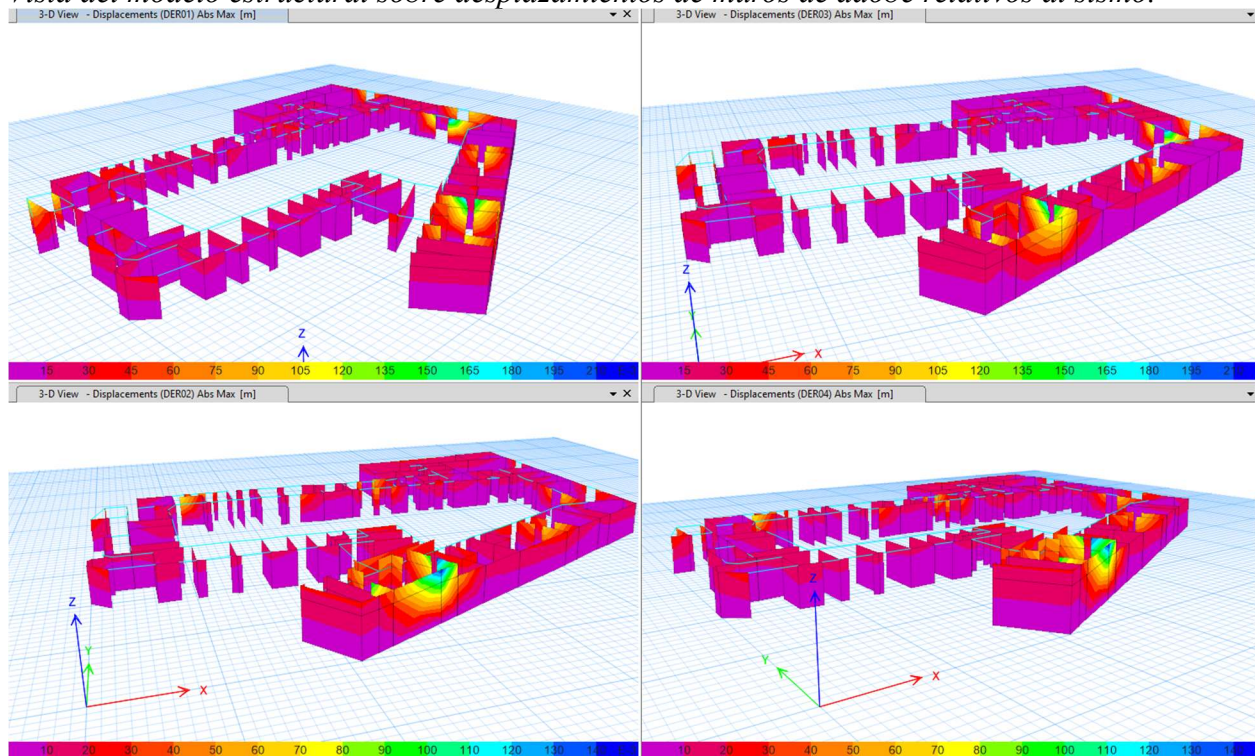 Vista del modelo estructural sobre desplazamientos de muros de adobe relativos al sismo.
3-D View - Displacements (DER01) Abs Max [m]
3-D View - Displacements (DER03) Abs Max [m]
Z
Z
Y
X
15 30 45 60 75 90 105 120 135 150 165 180 195
15 30 45 60 75 90 105 120 135 150 165 180 195
3-D View - Displacements (DER02) Abs Max [m]
3-D View - Displacements (DER04) Abs Max [m]
Z
Y
X
Z
Y
X
10 20 30 40 50 60 70 80 90 100 110 120 130
10 20 30 40 50 60 70 80 90 100 110 120 130